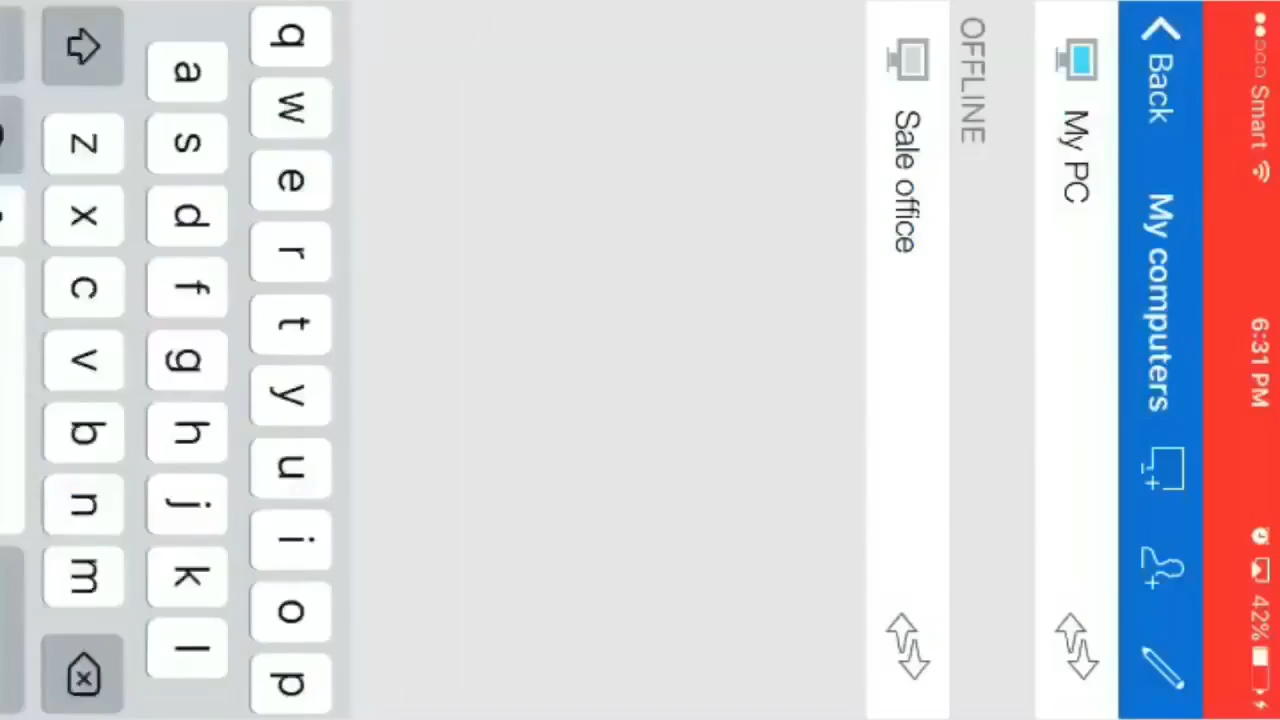 Smart 6:31 PM 42%
Back My computers
My PC
OFFLINE
Sale office
q w e r t y u i o p
a s d f g h j k l
z x c v b n m